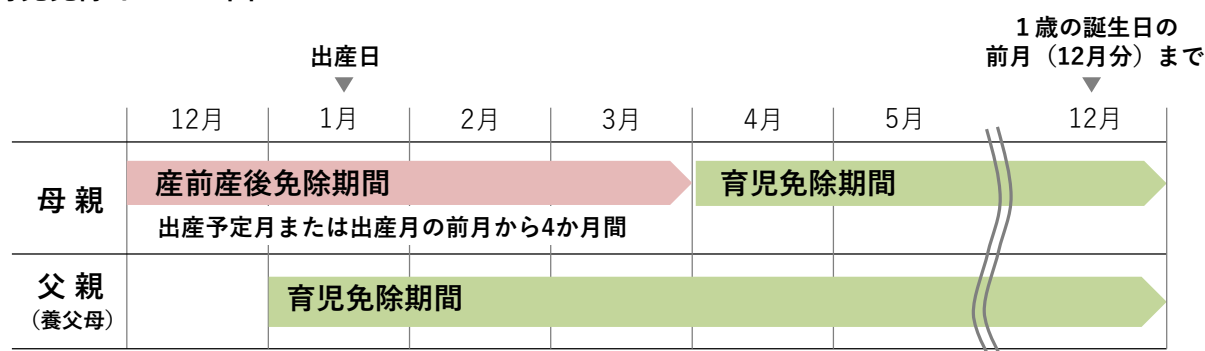 出産日
１歳の誕生日の
前月（12月分）まで
12月 1月 2月 3月 4月 5月 12月
母 親
産前産後免除期間
育児免除期間
出産予定月または出産月の前月から4か月間
父 親
（養父母）
育児免除期間